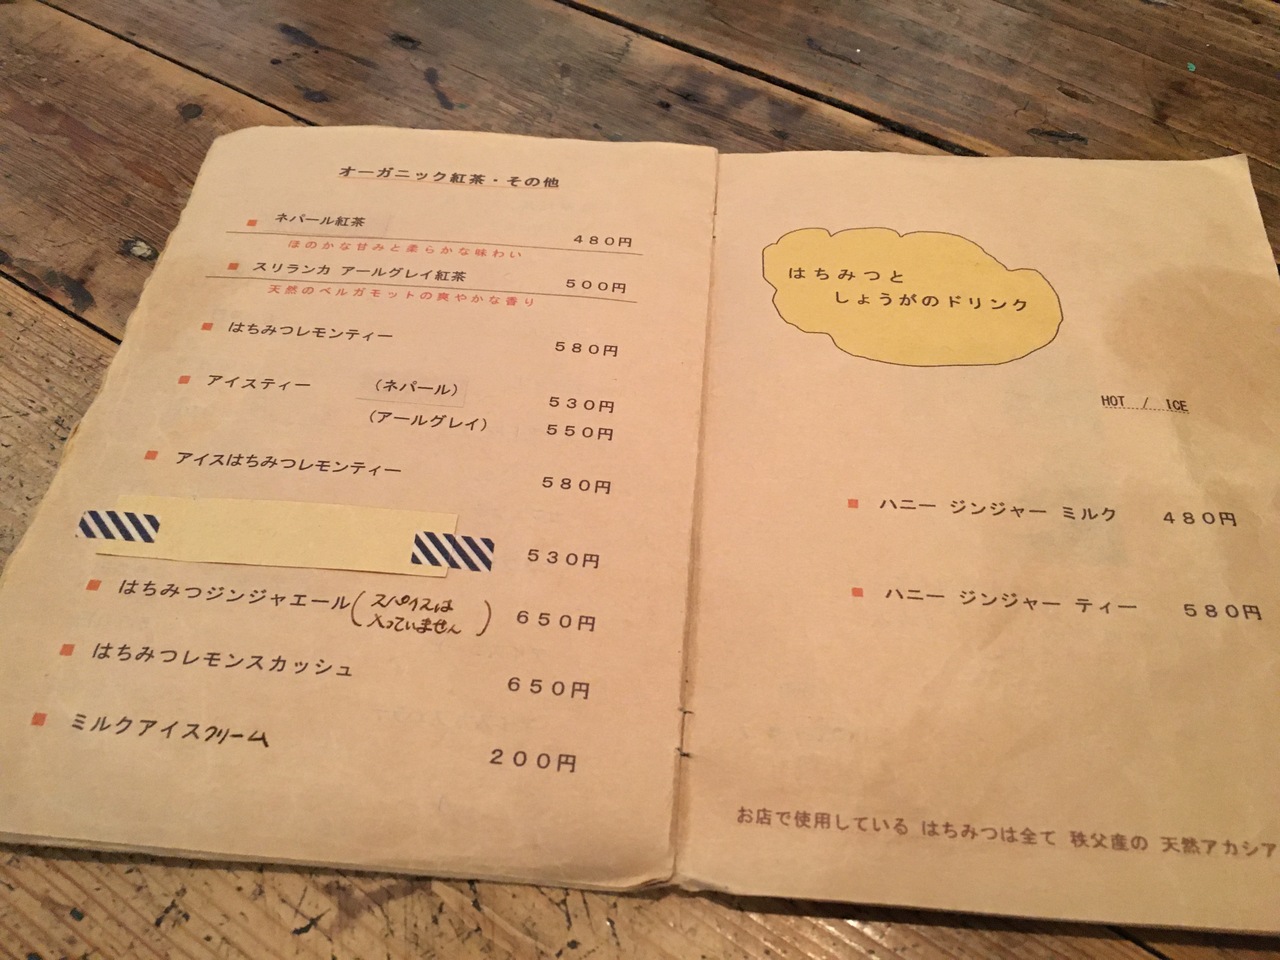 オーガニック紅茶・その他
■ ネパール紅茶 480円
ほのかな甘みと柔らかな味わい
■ スリランカ アールグレイ紅茶 500円
天然のベルガモットの爽やかな香り
■ はちみつレモンティー 580円
■ アイスティー (ネパール) 530円
(アールグレイ) 550円
■ アイスはちみつレモンティー 580円
530円
■ はちみつジンジャエール(スパイスは入っていません) 650円
■ はちみつレモンスカッシュ 650円
■ ミルクアイスクリーム 200円
はちみつと
しょうがのドリンク
HOT / ICE
■ ハニー ジンジャー ミルク 480円
■ ハニー ジンジャー ティー 580円
お店で使用している はちみつは全て 秩父産の 天然アカシア